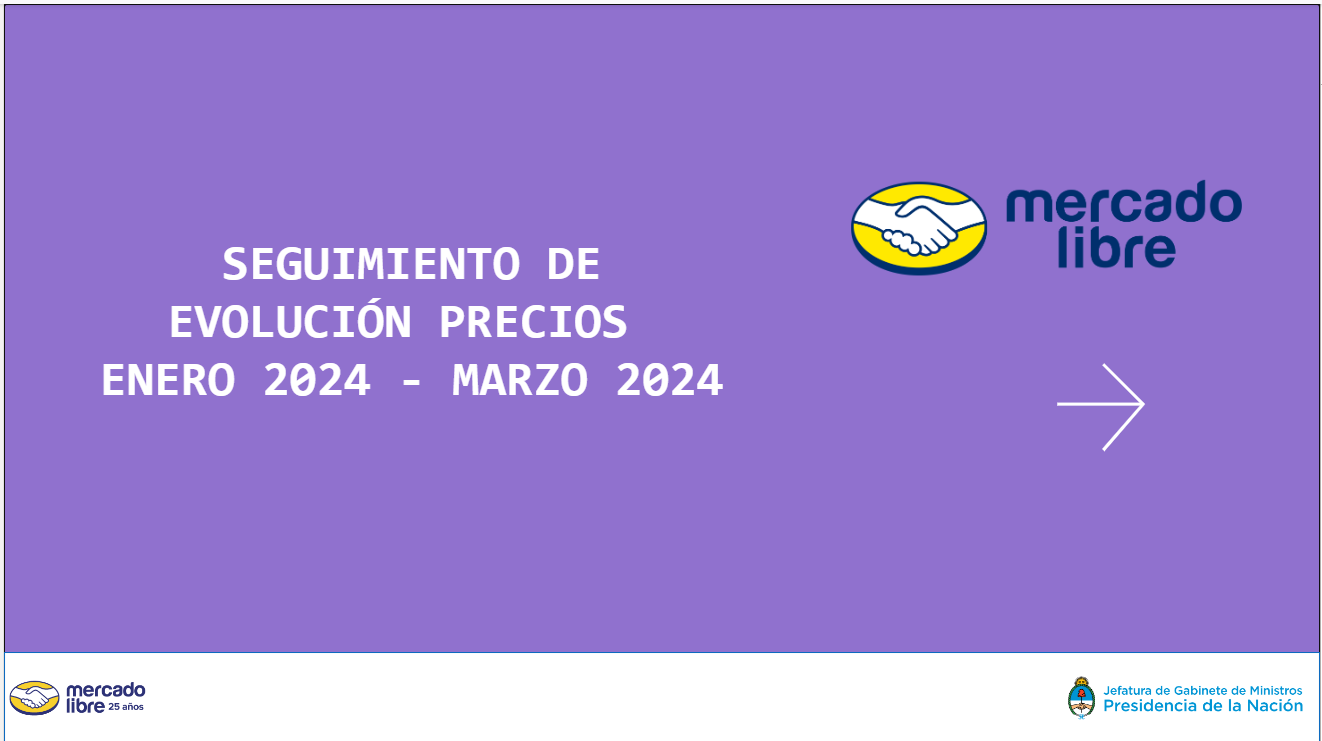 SEGUIMIENTO DE
EVOLUCIÓN PRECIOS
ENERO 2024 - MARZO 2024
mercado
libre
mercado
libre 25 años
Jefatura de Gabinete de Ministros
Presidencia de la Nación